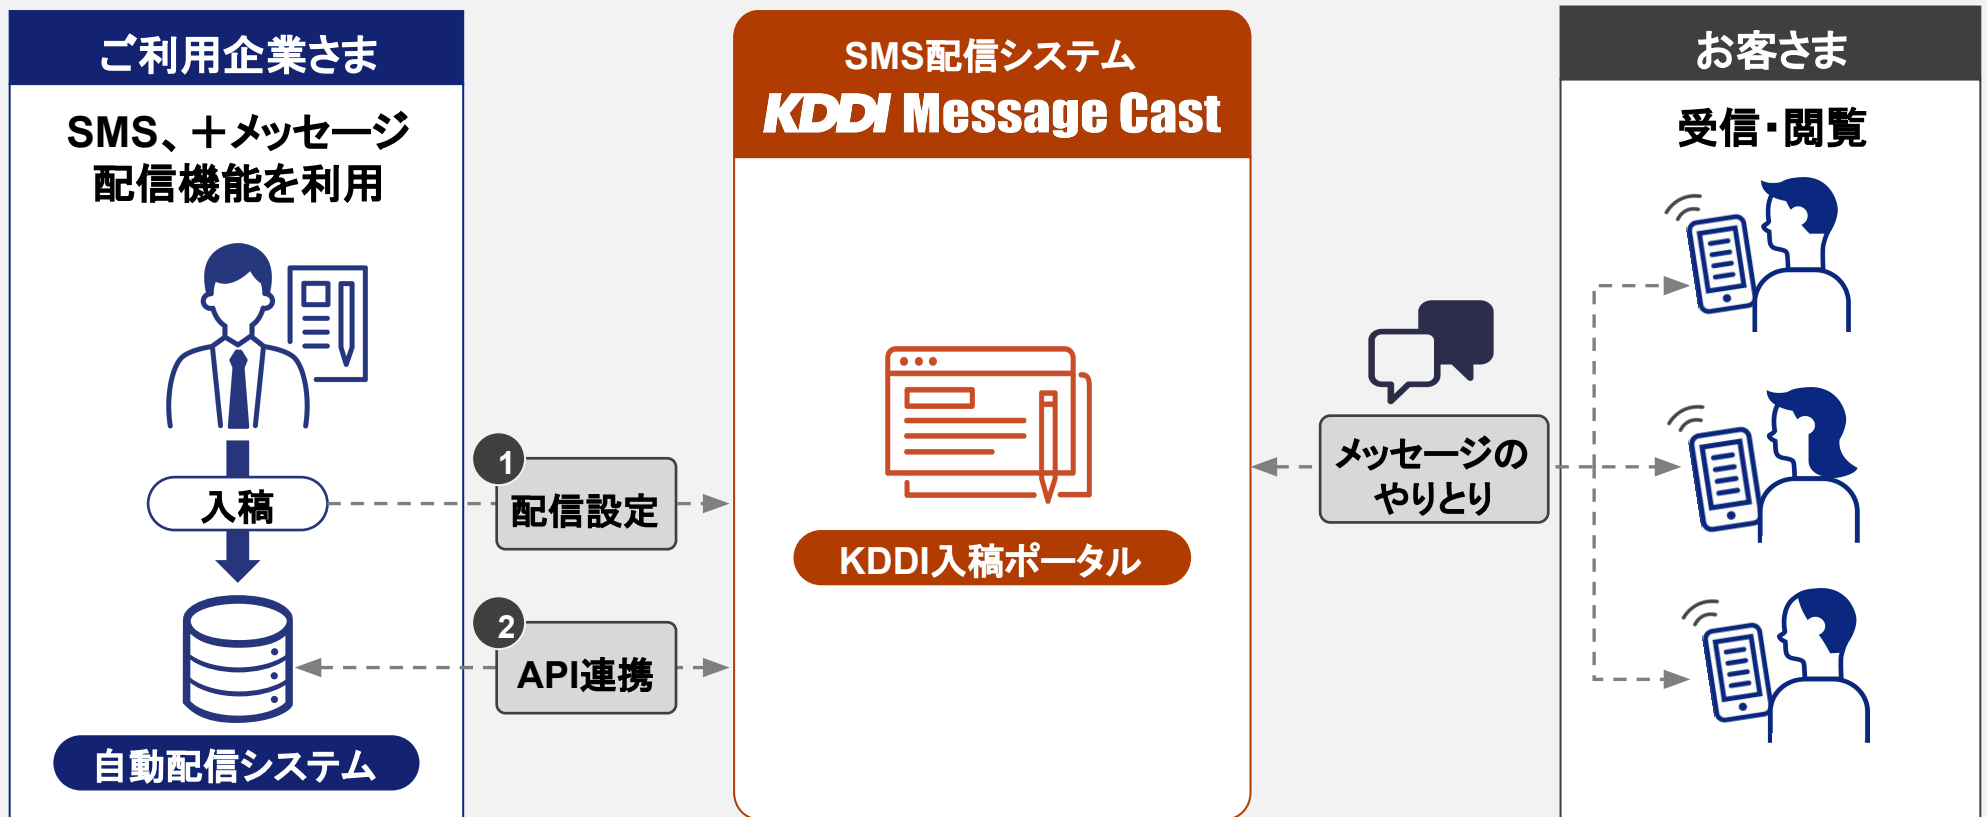 ご利用企業さま
SMS、＋メッセージ
配信機能を利用
入稿
自動配信システム
1
配信設定
2
API連携
SMS配信システム
KDDI Message Cast
KDDI入稿ポータル
メッセージの
やりとり
お客さま
受信・閲覧